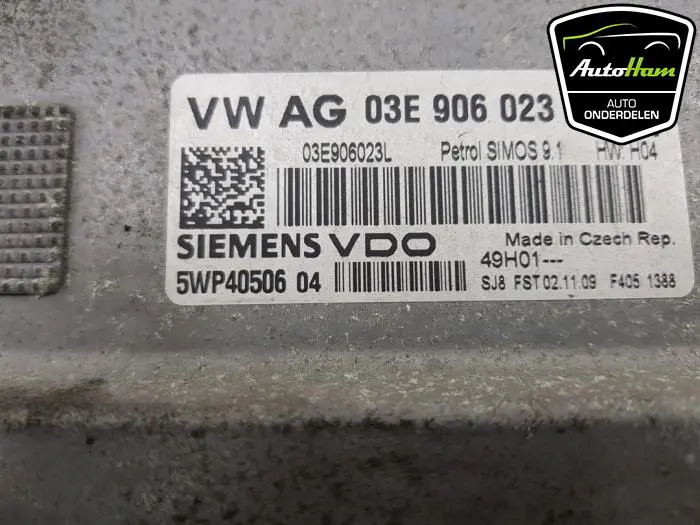 AutoHam
AUTO
ONDERDELEN
VW AG 03E 906 023
03E906023L Petrol SIMOS 9.1 HW: H04
SIEMENS VDO Made in Czech Rep.
49H01---
5WP40506 04 SJ8 FST 02.11.09 F405 1388